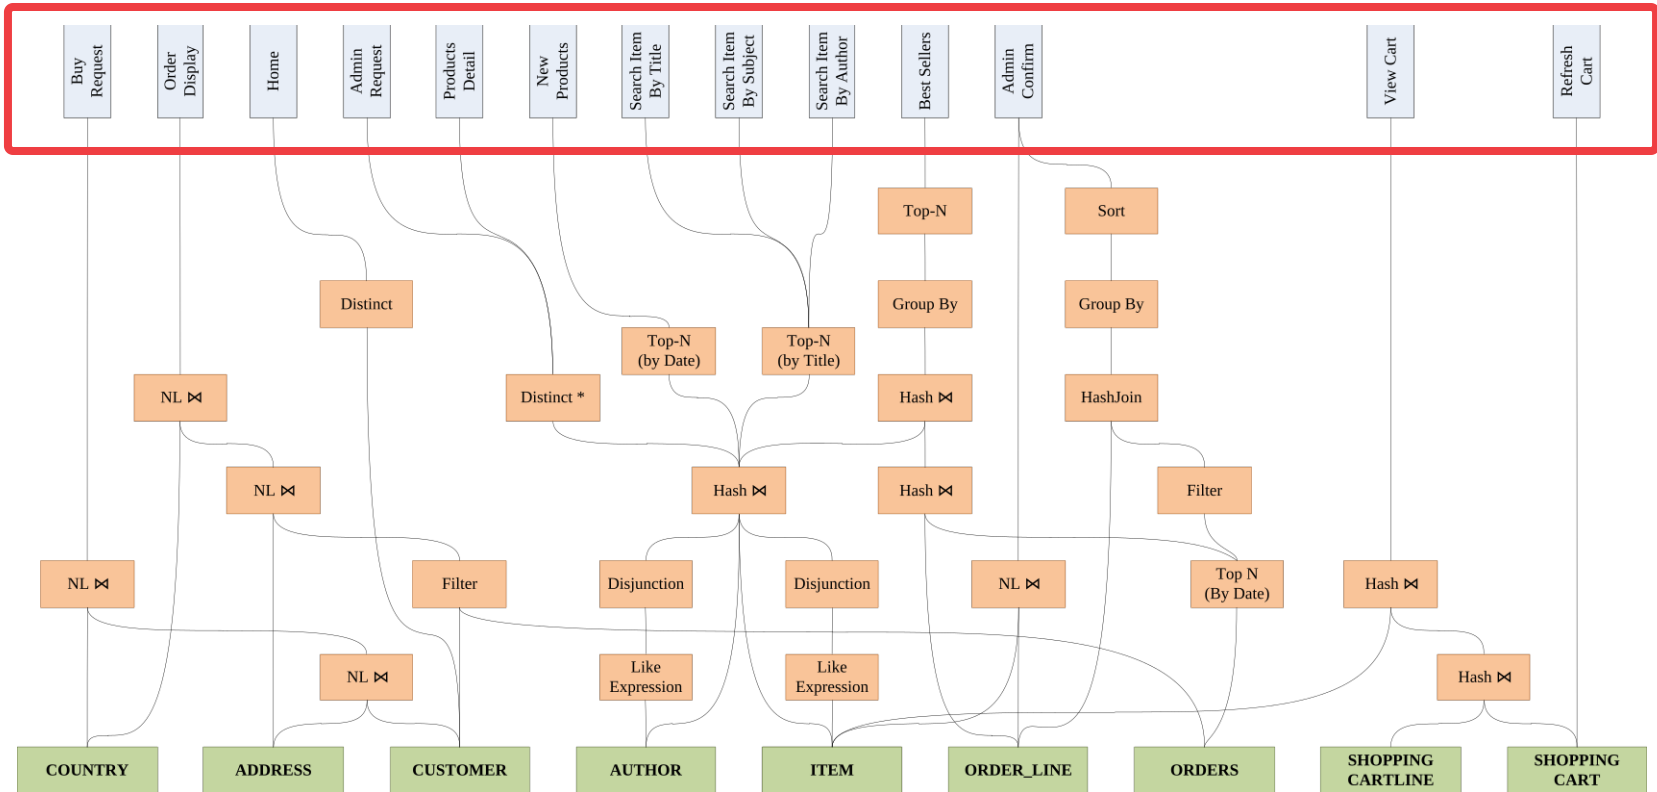 Buy
Request
Order
Display
Home
Admin
Request
Products
Detail
New
Products
Search Item
By Title
Search Item
By Subject
Search Item
By Author
Best Sellers
Admin
Confirm
View Cart
Refresh
Cart
Top-N
Sort
Distinct
Group By
Group By
Top-N
(by Date)
Top-N
(by Title)
NL ⋈
Distinct *
Hash ⋈
HashJoin
NL ⋈
Hash ⋈
Hash ⋈
Filter
NL ⋈
Filter
Disjunction
Disjunction
NL ⋈
Top N
(By Date)
Hash ⋈
NL ⋈
Like
Expression
Like
Expression
Hash ⋈
COUNTRY
ADDRESS
CUSTOMER
AUTHOR
ITEM
ORDER_LINE
ORDERS
SHOPPING
CARTLINE
SHOPPING
CART